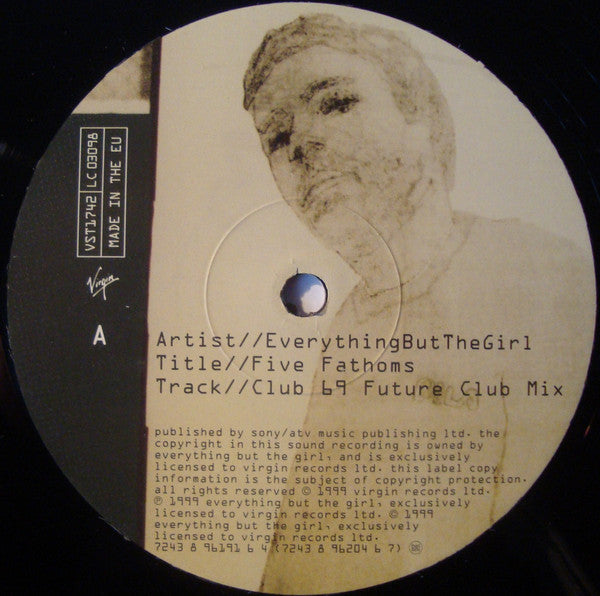 VST1742 LC 03098
MADE IN THE EU
Virgin
A
Artist//EverythingButTheGirl
Title//Five Fathoms
Track//Club 69 Future Club Mix
published by sony/atv music publishing ltd. the
copyright in this sound recording is owned by
everything but the girl, and is exclusively
licensed to virgin records ltd. this label copy
information is the subject of copyright protection.
all rights reserved © 1999 virgin records ltd.
℗ 1999 everything but the girl, exclusively
licensed to virgin records ltd. © 1999
everything but the girl, exclusively
licensed to virgin records ltd.
7243 8 96191 6 4 (7243 8 96204 6 7)